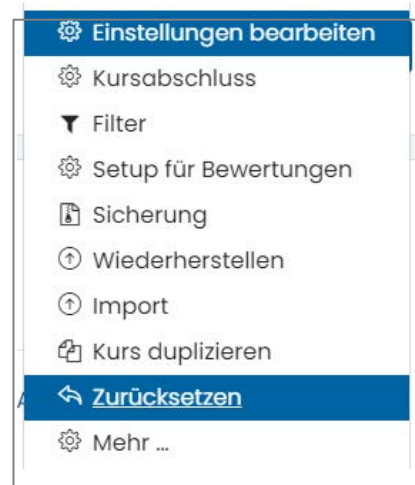 Einstellungen bearbeiten
Kursabschluss
Filter
Setup für Bewertungen
Sicherung
Wiederherstellen
Import
Kurs duplizieren
Zurücksetzen
Mehr ...